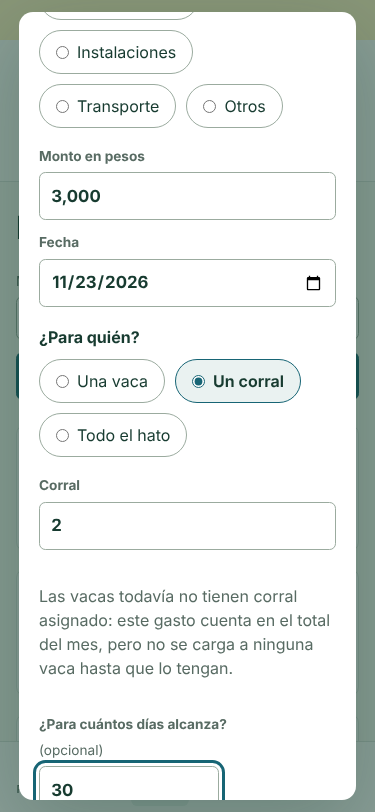 Instalaciones
Transporte
Otros
Monto en pesos
3,000
Fecha
11/23/2026
¿Para quién?
Una vaca
Un corral
Todo el hato
Corral
2
Las vacas todavía no tienen corral
asignado: este gasto cuenta en el total
del mes, pero no se carga a ninguna
vaca hasta que lo tengan.
¿Para cuántos días alcanza?
(opcional)
30